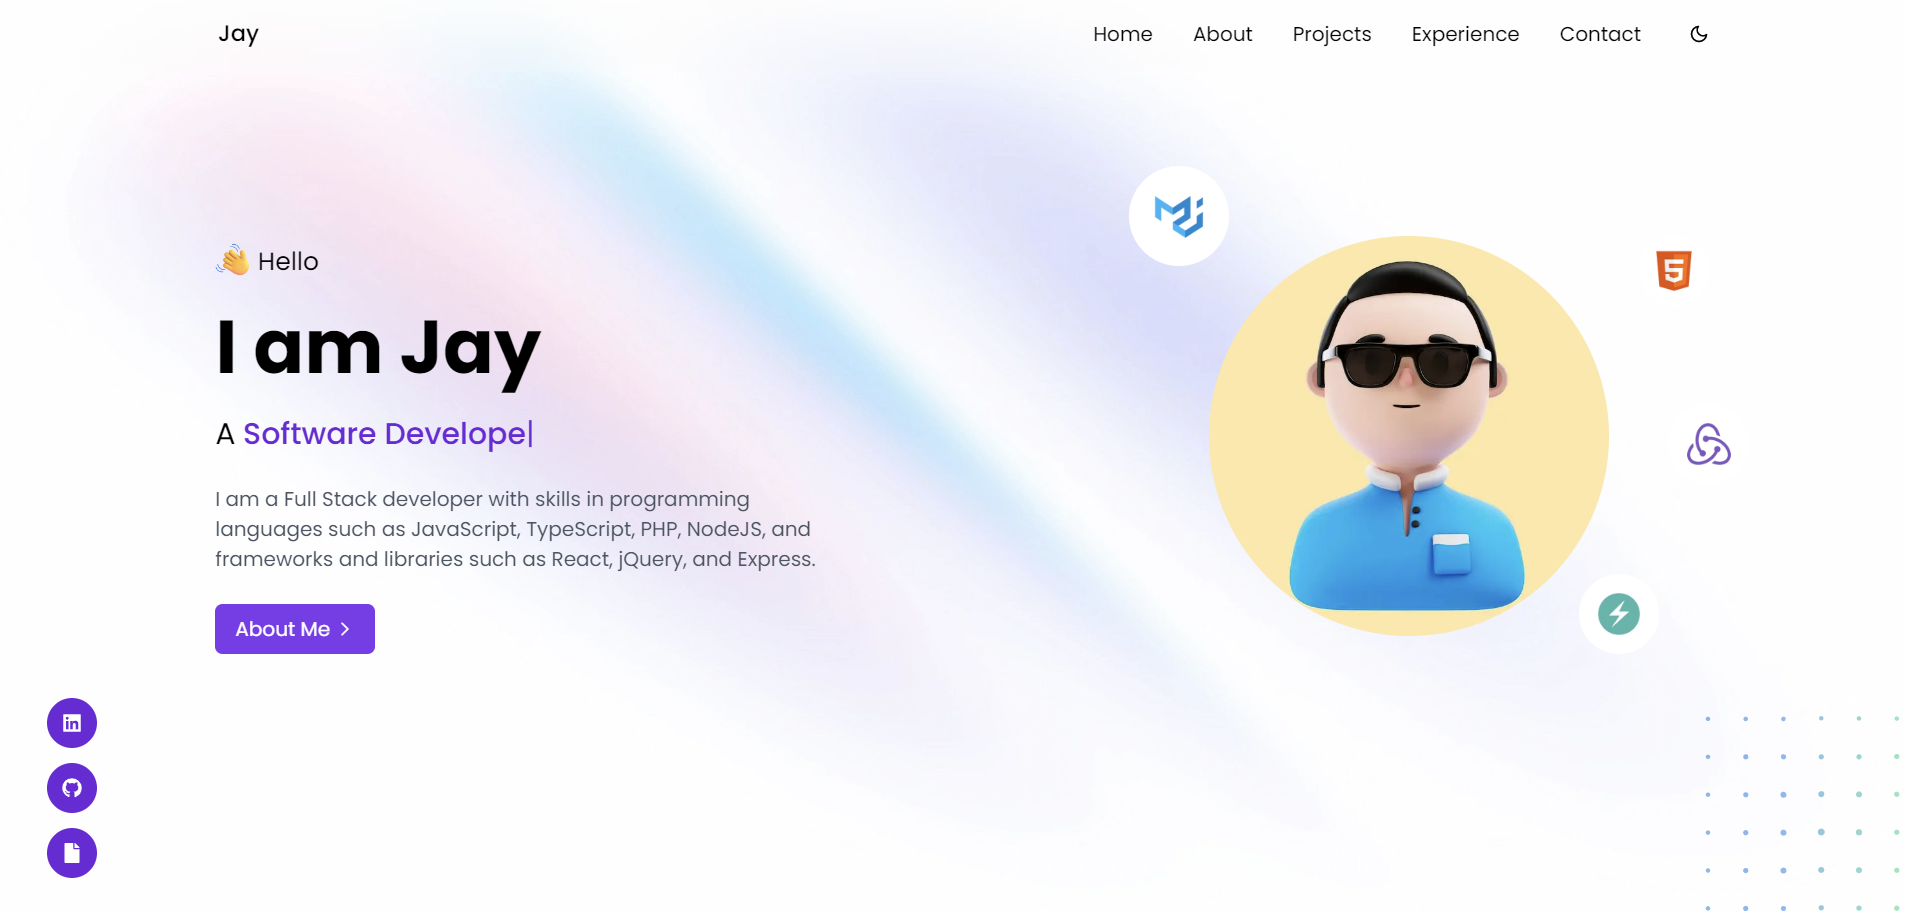 Jay
Home About Projects Experience Contact
👋 Hello
I am Jay
A Software Develope|
I am a Full Stack developer with skills in programming
languages such as JavaScript, TypeScript, PHP, NodeJS, and
frameworks and libraries such as React, jQuery, and Express.
About Me >